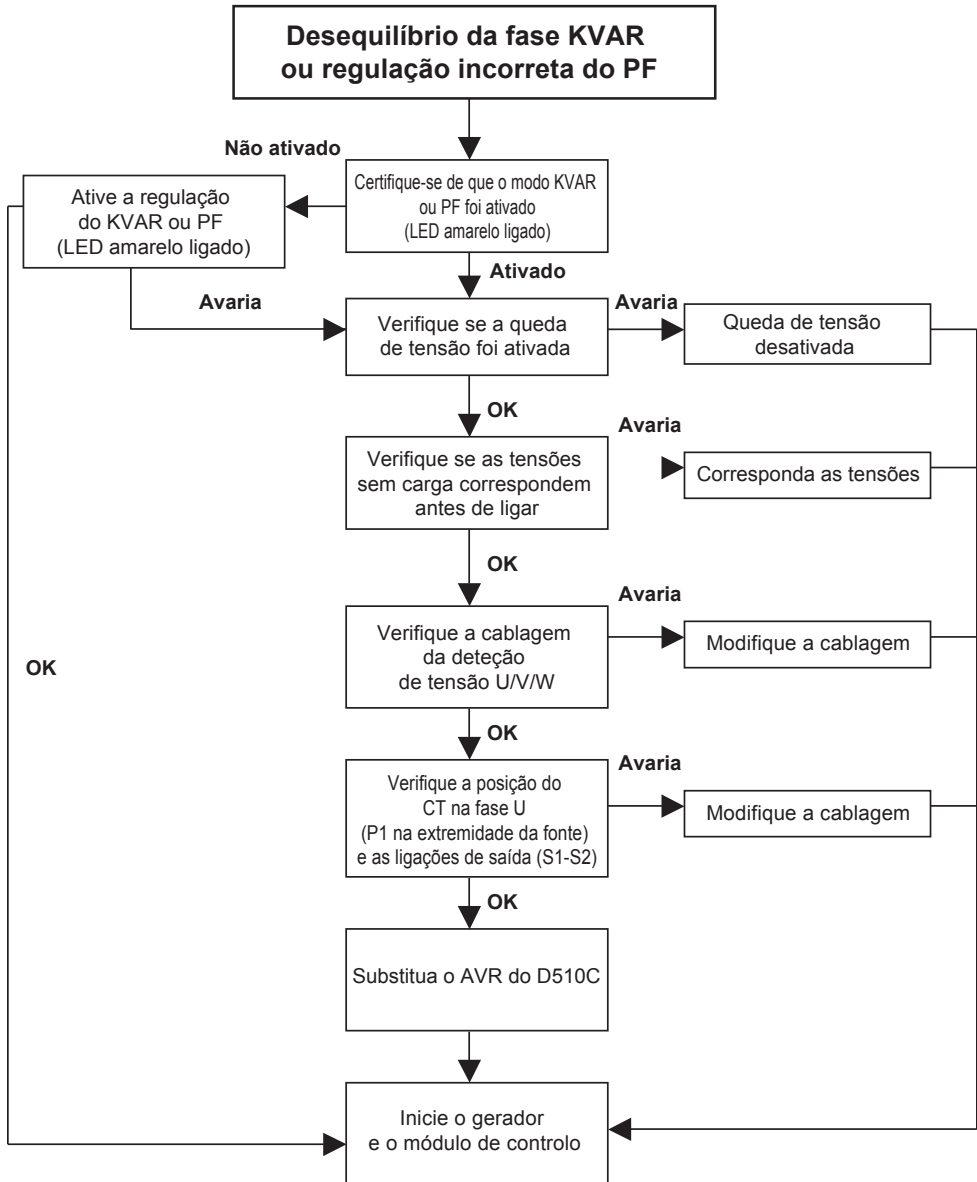 Desequilíbrio da fase KVAR
ou regulação incorreta do PF
Não ativado
Certifique-se de que o modo KVAR
ou PF foi ativado
(LED amarelo ligado)
Ative a regulação
do KVAR ou PF
(LED amarelo ligado)
Ativado
Avaria
Verifique se a queda
de tensão foi ativada
Avaria
Queda de tensão
desativada
OK
Verifique se as tensões
sem carga correspondem
antes de ligar
Avaria
Corresponda as tensões
OK
Verifique a cablagem
da deteção
de tensão U/V/W
Avaria
Modifique a cablagem
OK
OK
Verifique a posição do
CT na fase U
(P1 na extremidade da fonte)
e as ligações de saída (S1-S2)
Avaria
Modifique a cablagem
OK
Substitua o AVR do D510C
Inicie o gerador
e o módulo de controlo